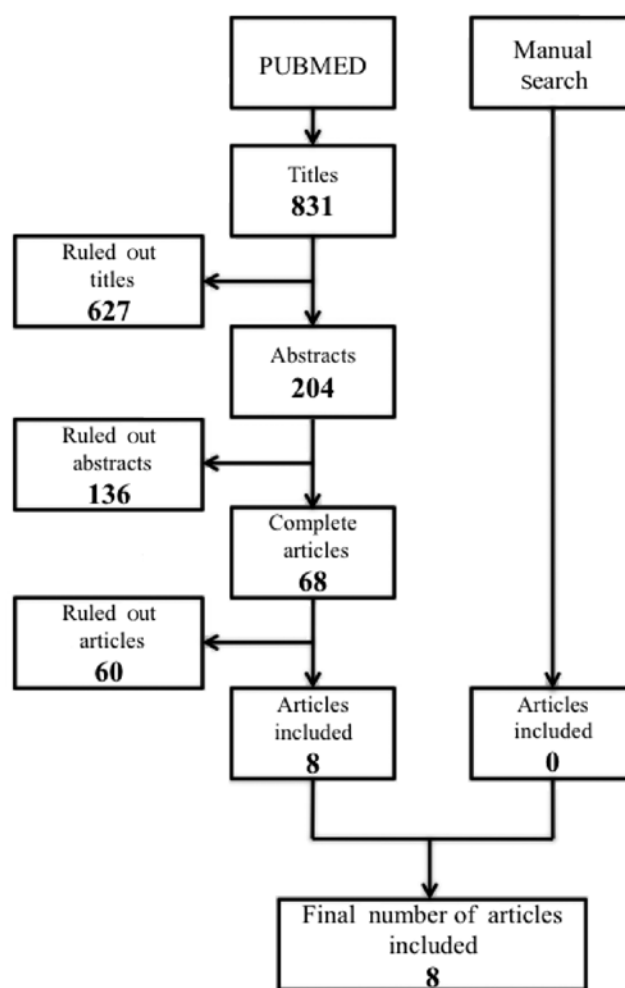 PUBMED
Manual
search
Titles
831
Ruled out
titles
627
Abstracts
204
Ruled out
abstracts
136
Complete
articles
68
Ruled out
articles
60
Articles
included
8
Articles
included
0
Final number of articles
included
8